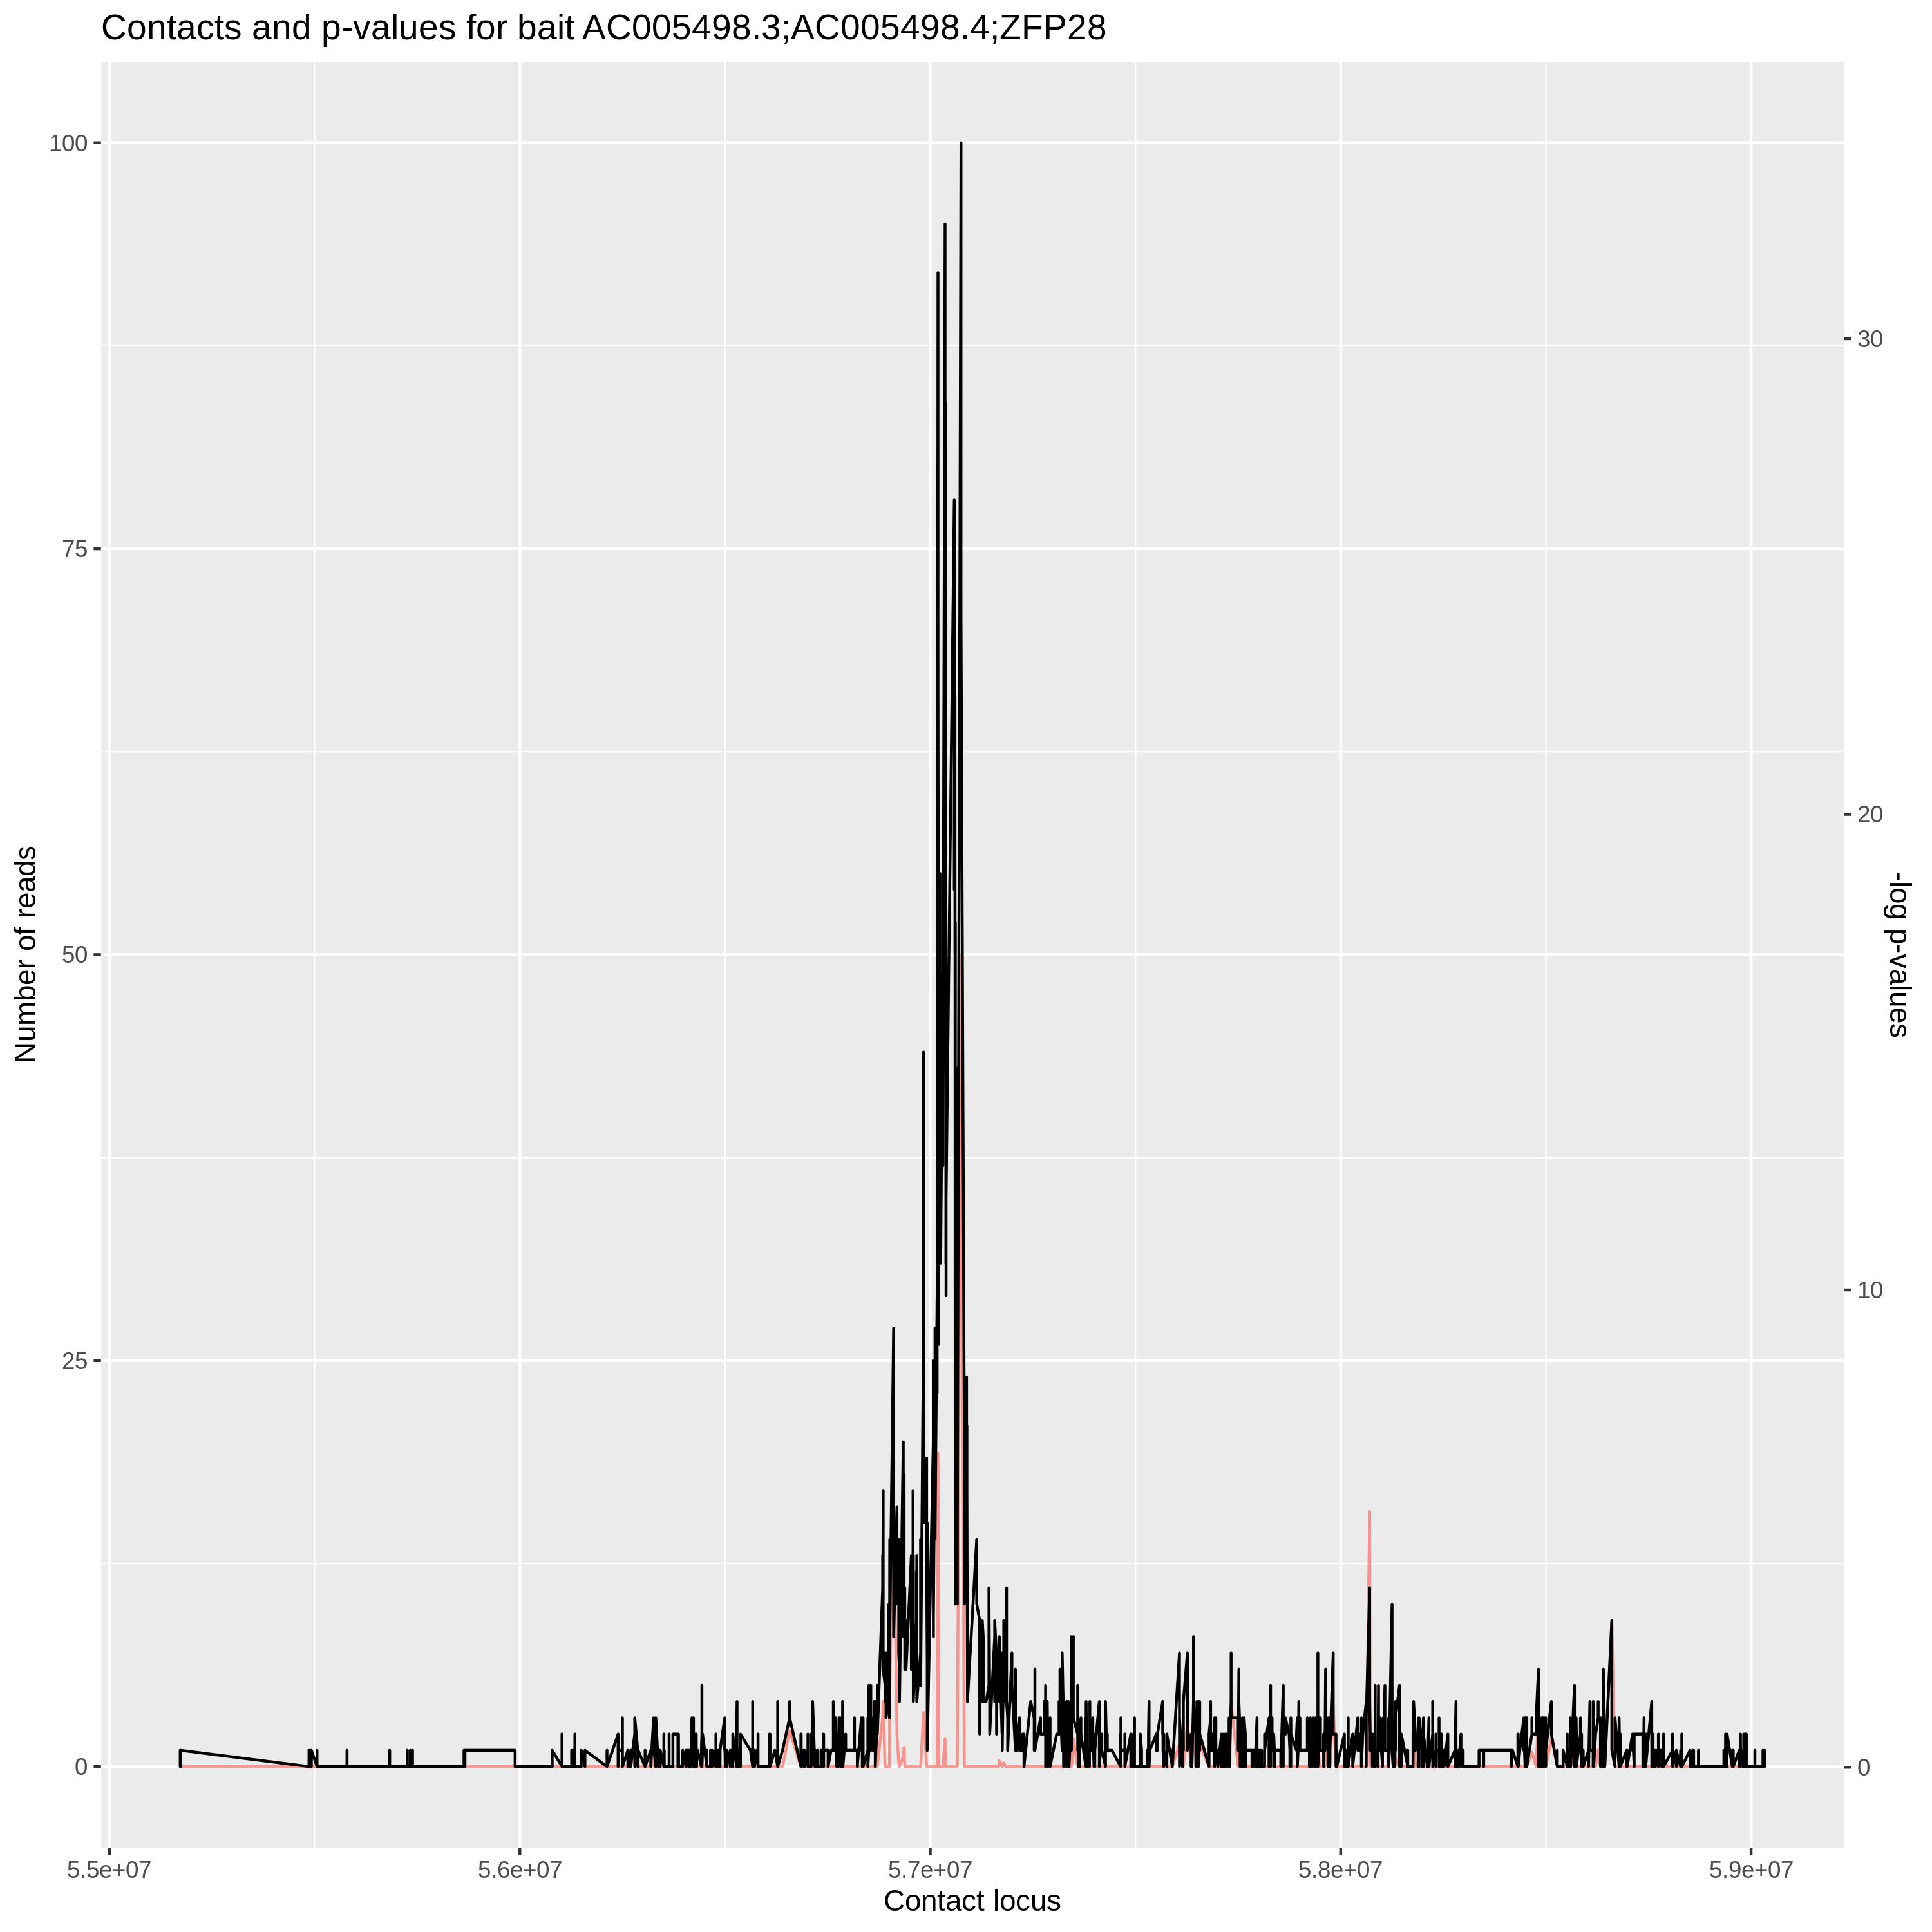 Contacts and p-values for bait AC005498.3;AC005498.4;ZFP28
100
75
50
25
0
Number of reads
30
20
10
0
-log p-values
5.5e+07
5.6e+07
5.7e+07
5.8e+07
5.9e+07
Contact locus